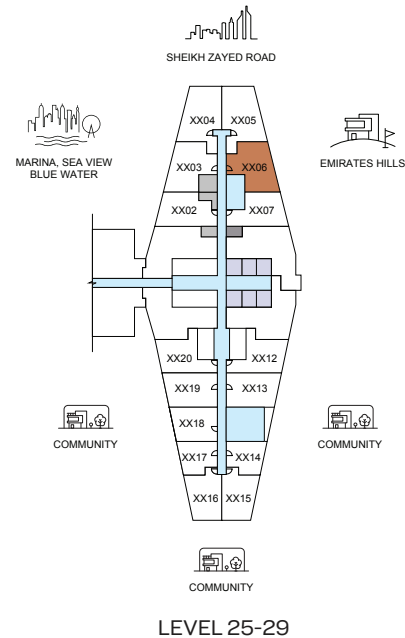 SHEIKH ZAYED ROAD
XX04 XX05
MARINA, SEA VIEW
BLUE WATER
XX03 XX06
EMIRATES HILLS
XX02 XX07
XX20 XX12
XX19 XX13
XX18
COMMUNITY
COMMUNITY
XX17 XX14
XX16 XX15
COMMUNITY
LEVEL 25-29